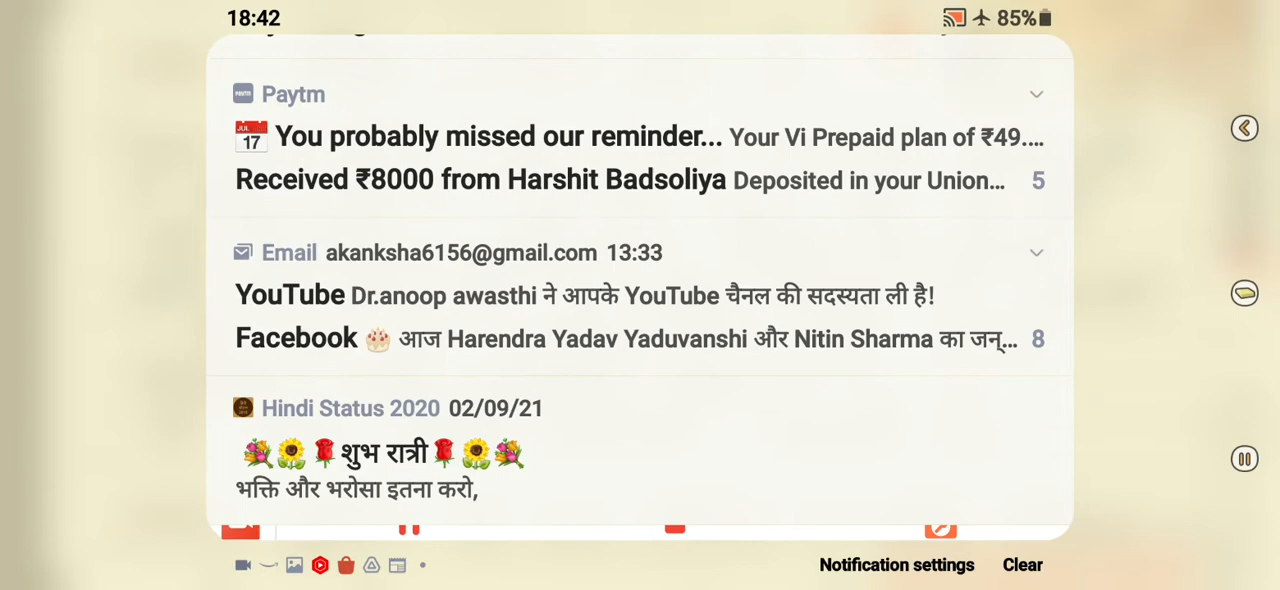 18:42
85%
Paytm
JUL 17 You probably missed our reminder... Your Vi Prepaid plan of ₹49....
Received ₹8000 from Harshit Badsoliya Deposited in your Union... 5
Email akanksha6156@gmail.com 13:33
YouTube Dr.anoop awasthi ने आपके YouTube चैनल की सदस्यता ली है!
Facebook 🎂 आज Harendra Yadav Yaduvanshi और Nitin Sharma का जन्... 8
Hindi Status 2020 02/09/21
💐🌻🌹शुभ रात्री🌹🌻💐
भक्ति और भरोसा इतना करो,
Notification settings Clear